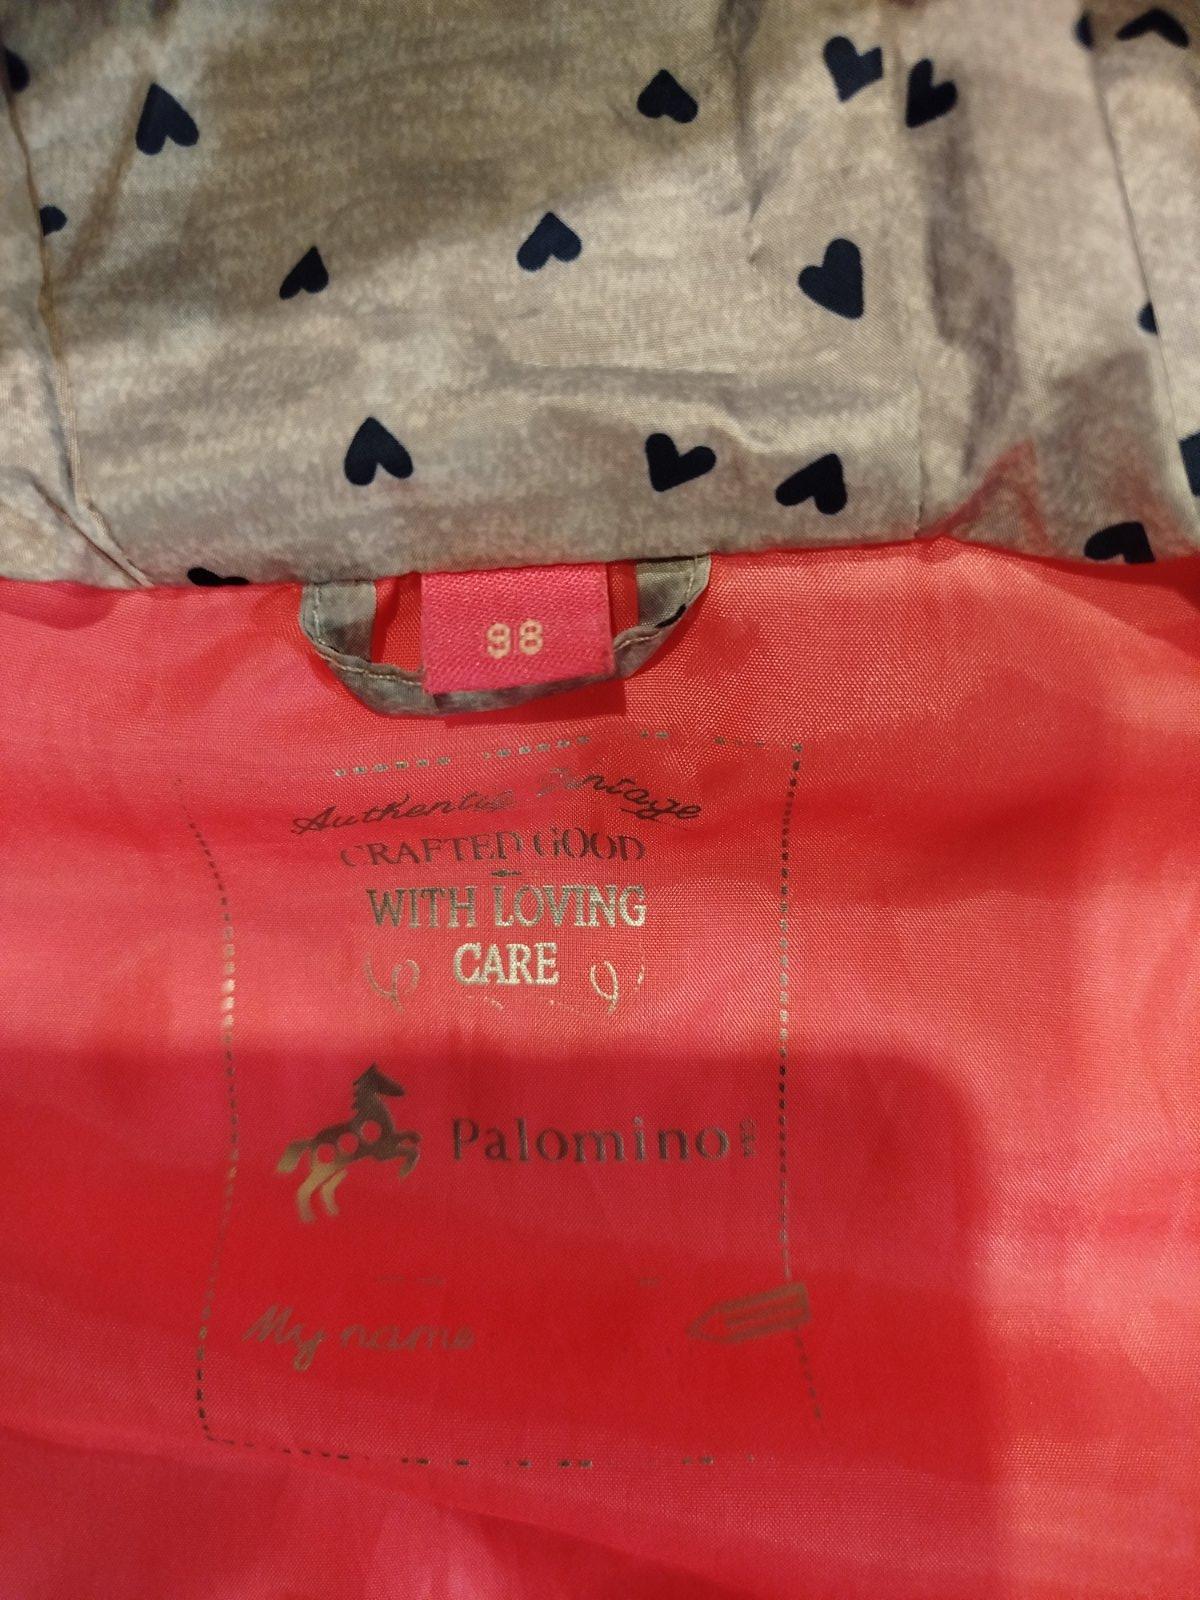 98
Authentic Vintage
CRAFTED GOOD
WITH LOVING
CARE
Palomino
My name